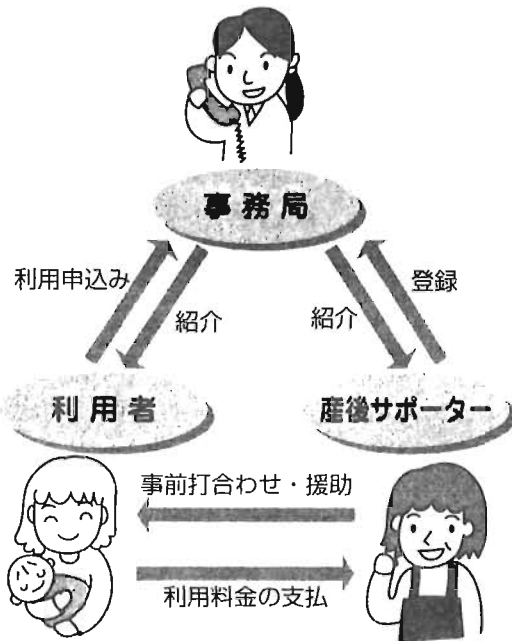 事務局
利用申込み
紹介
紹介
登録
利用者
産後サポーター
事前打合わせ・援助
利用料金の支払